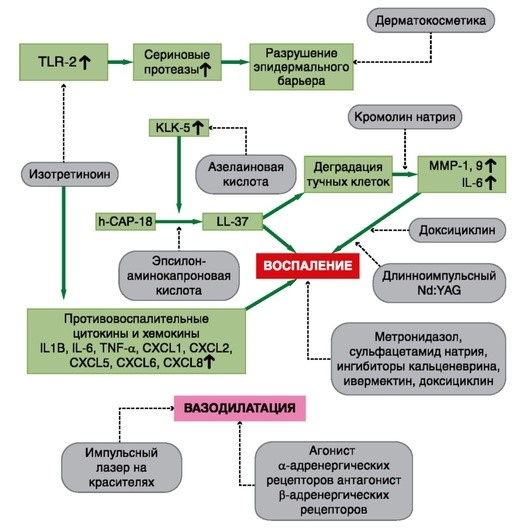 Дерматокосметика
TLR-2
Сериновые
протеазы
Разрушение
эпидермального
барьера
Кромолин натрия
KLK-5
Изотретиноин
Азелаиновая
кислота
Деградация
тучных клеток
MMP-1, 9
IL-6
h-CAP-18
LL-37
Доксициклин
Эпсилон-
аминокапроновая
кислота
ВОСПАЛЕНИЕ
Длинноимпульсный
Nd:YAG
Противовоспалительные
цитокины и хемокины
IL1B, IL-6, TNF-α, CXCL1, CXCL2,
CXCL5, CXCL6, CXCL8
Метронидазол,
сульфацетамид натрия,
ингибиторы кальценеврина,
ивермектин, доксициклин
ВАЗОДИЛАТАЦИЯ
Импульсный
лазер на
красителях
Агонист
α-адренергических
рецепторов антагонист
β-адренергических
рецепторов